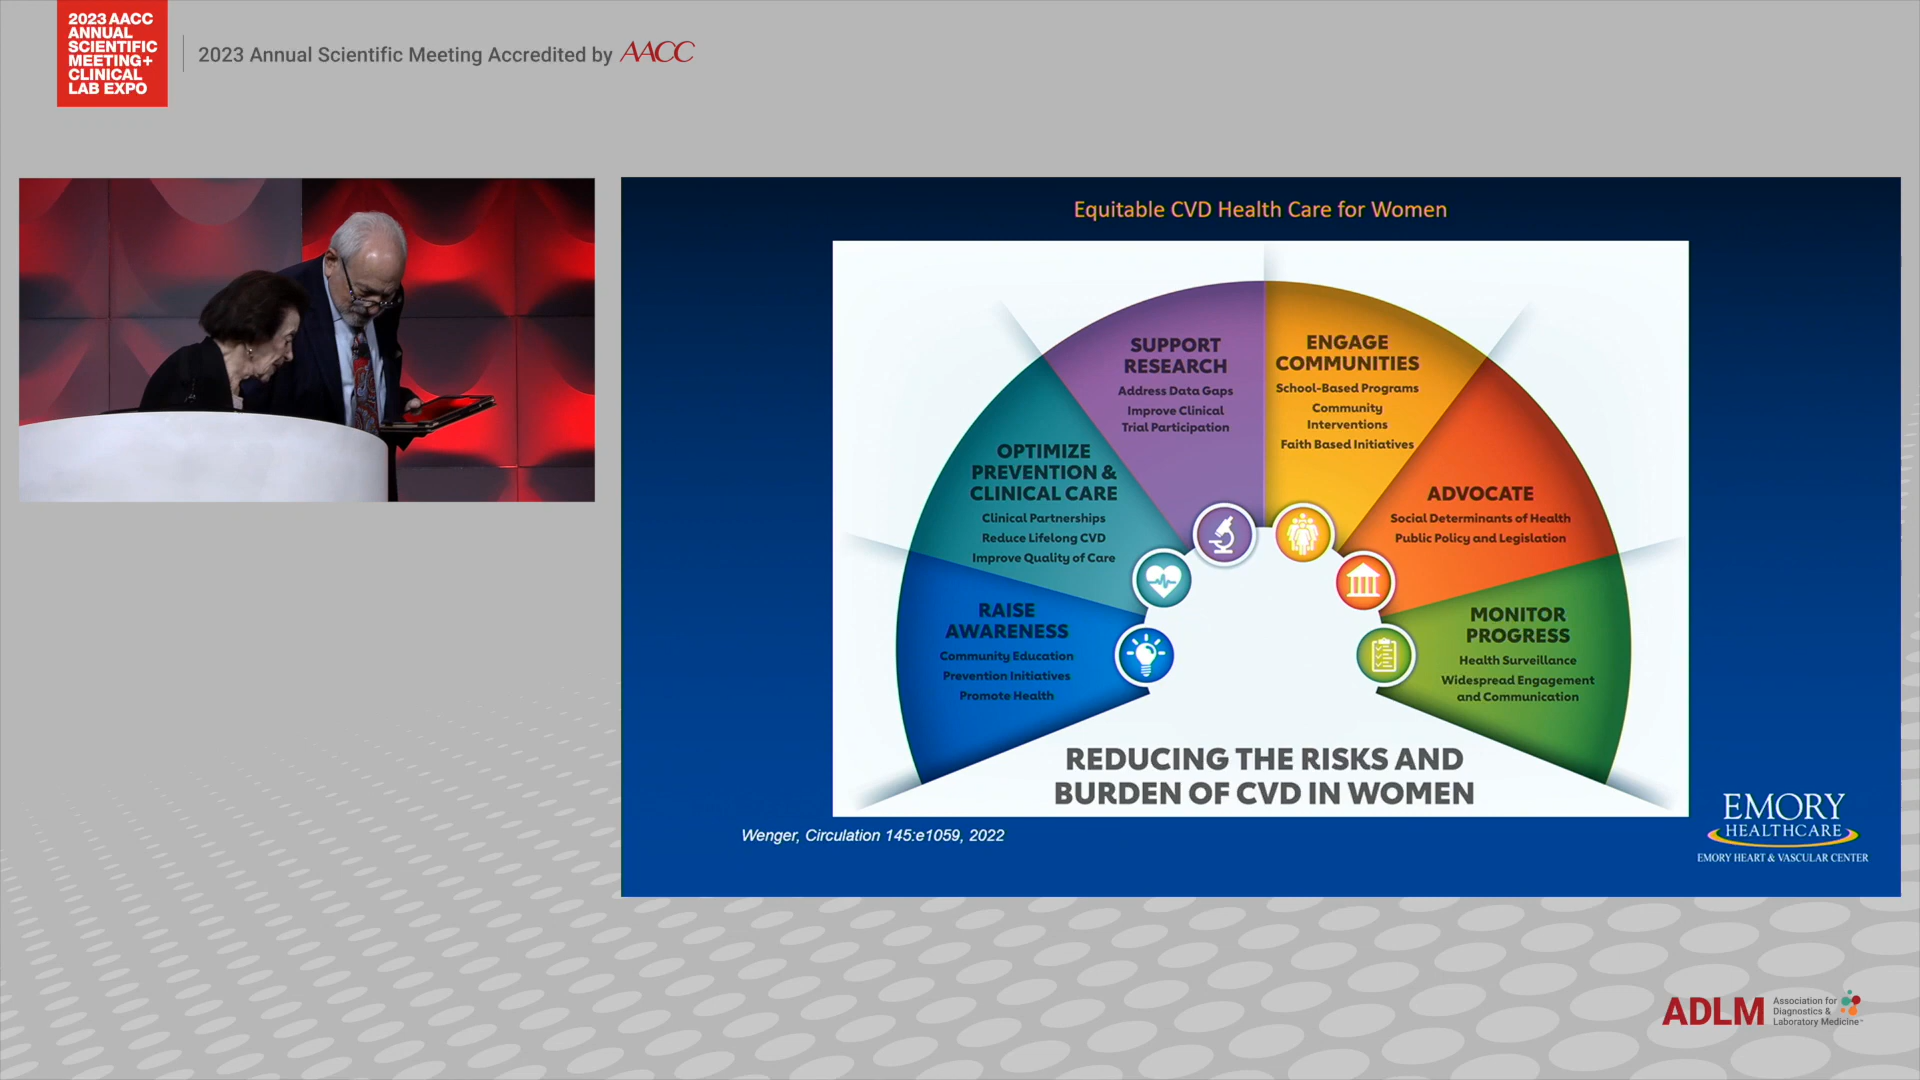 2023 AACC
ANNUAL
SCIENTIFIC
MEETING+
CLINICAL
LAB EXPO
2023 Annual Scientific Meeting Accredited by AACC
Equitable CVD Health Care for Women
SUPPORT
RESEARCH
Address Data Gaps
Improve Clinical
Trial Participation
ENGAGE
COMMUNITIES
School-Based Programs
Community
Interventions
Faith Based Initiatives
OPTIMIZE
PREVENTION &
CLINICAL CARE
Clinical Partnerships
Reduce Lifelong CVD
Improve Quality of Care
ADVOCATE
Social Determinants of Health
Public Policy and Legislation
RAISE
AWARENESS
Community Education
Prevention Initiatives
Promote Health
MONITOR
PROGRESS
Health Surveillance
Widespread Engagement
and Communication
REDUCING THE RISKS AND
BURDEN OF CVD IN WOMEN
Wenger, Circulation 145:e1059, 2022
EMORY
HEALTHCARE
EMORY HEART & VASCULAR CENTER
ADLM
Association for
Diagnostics &
Laboratory Medicine